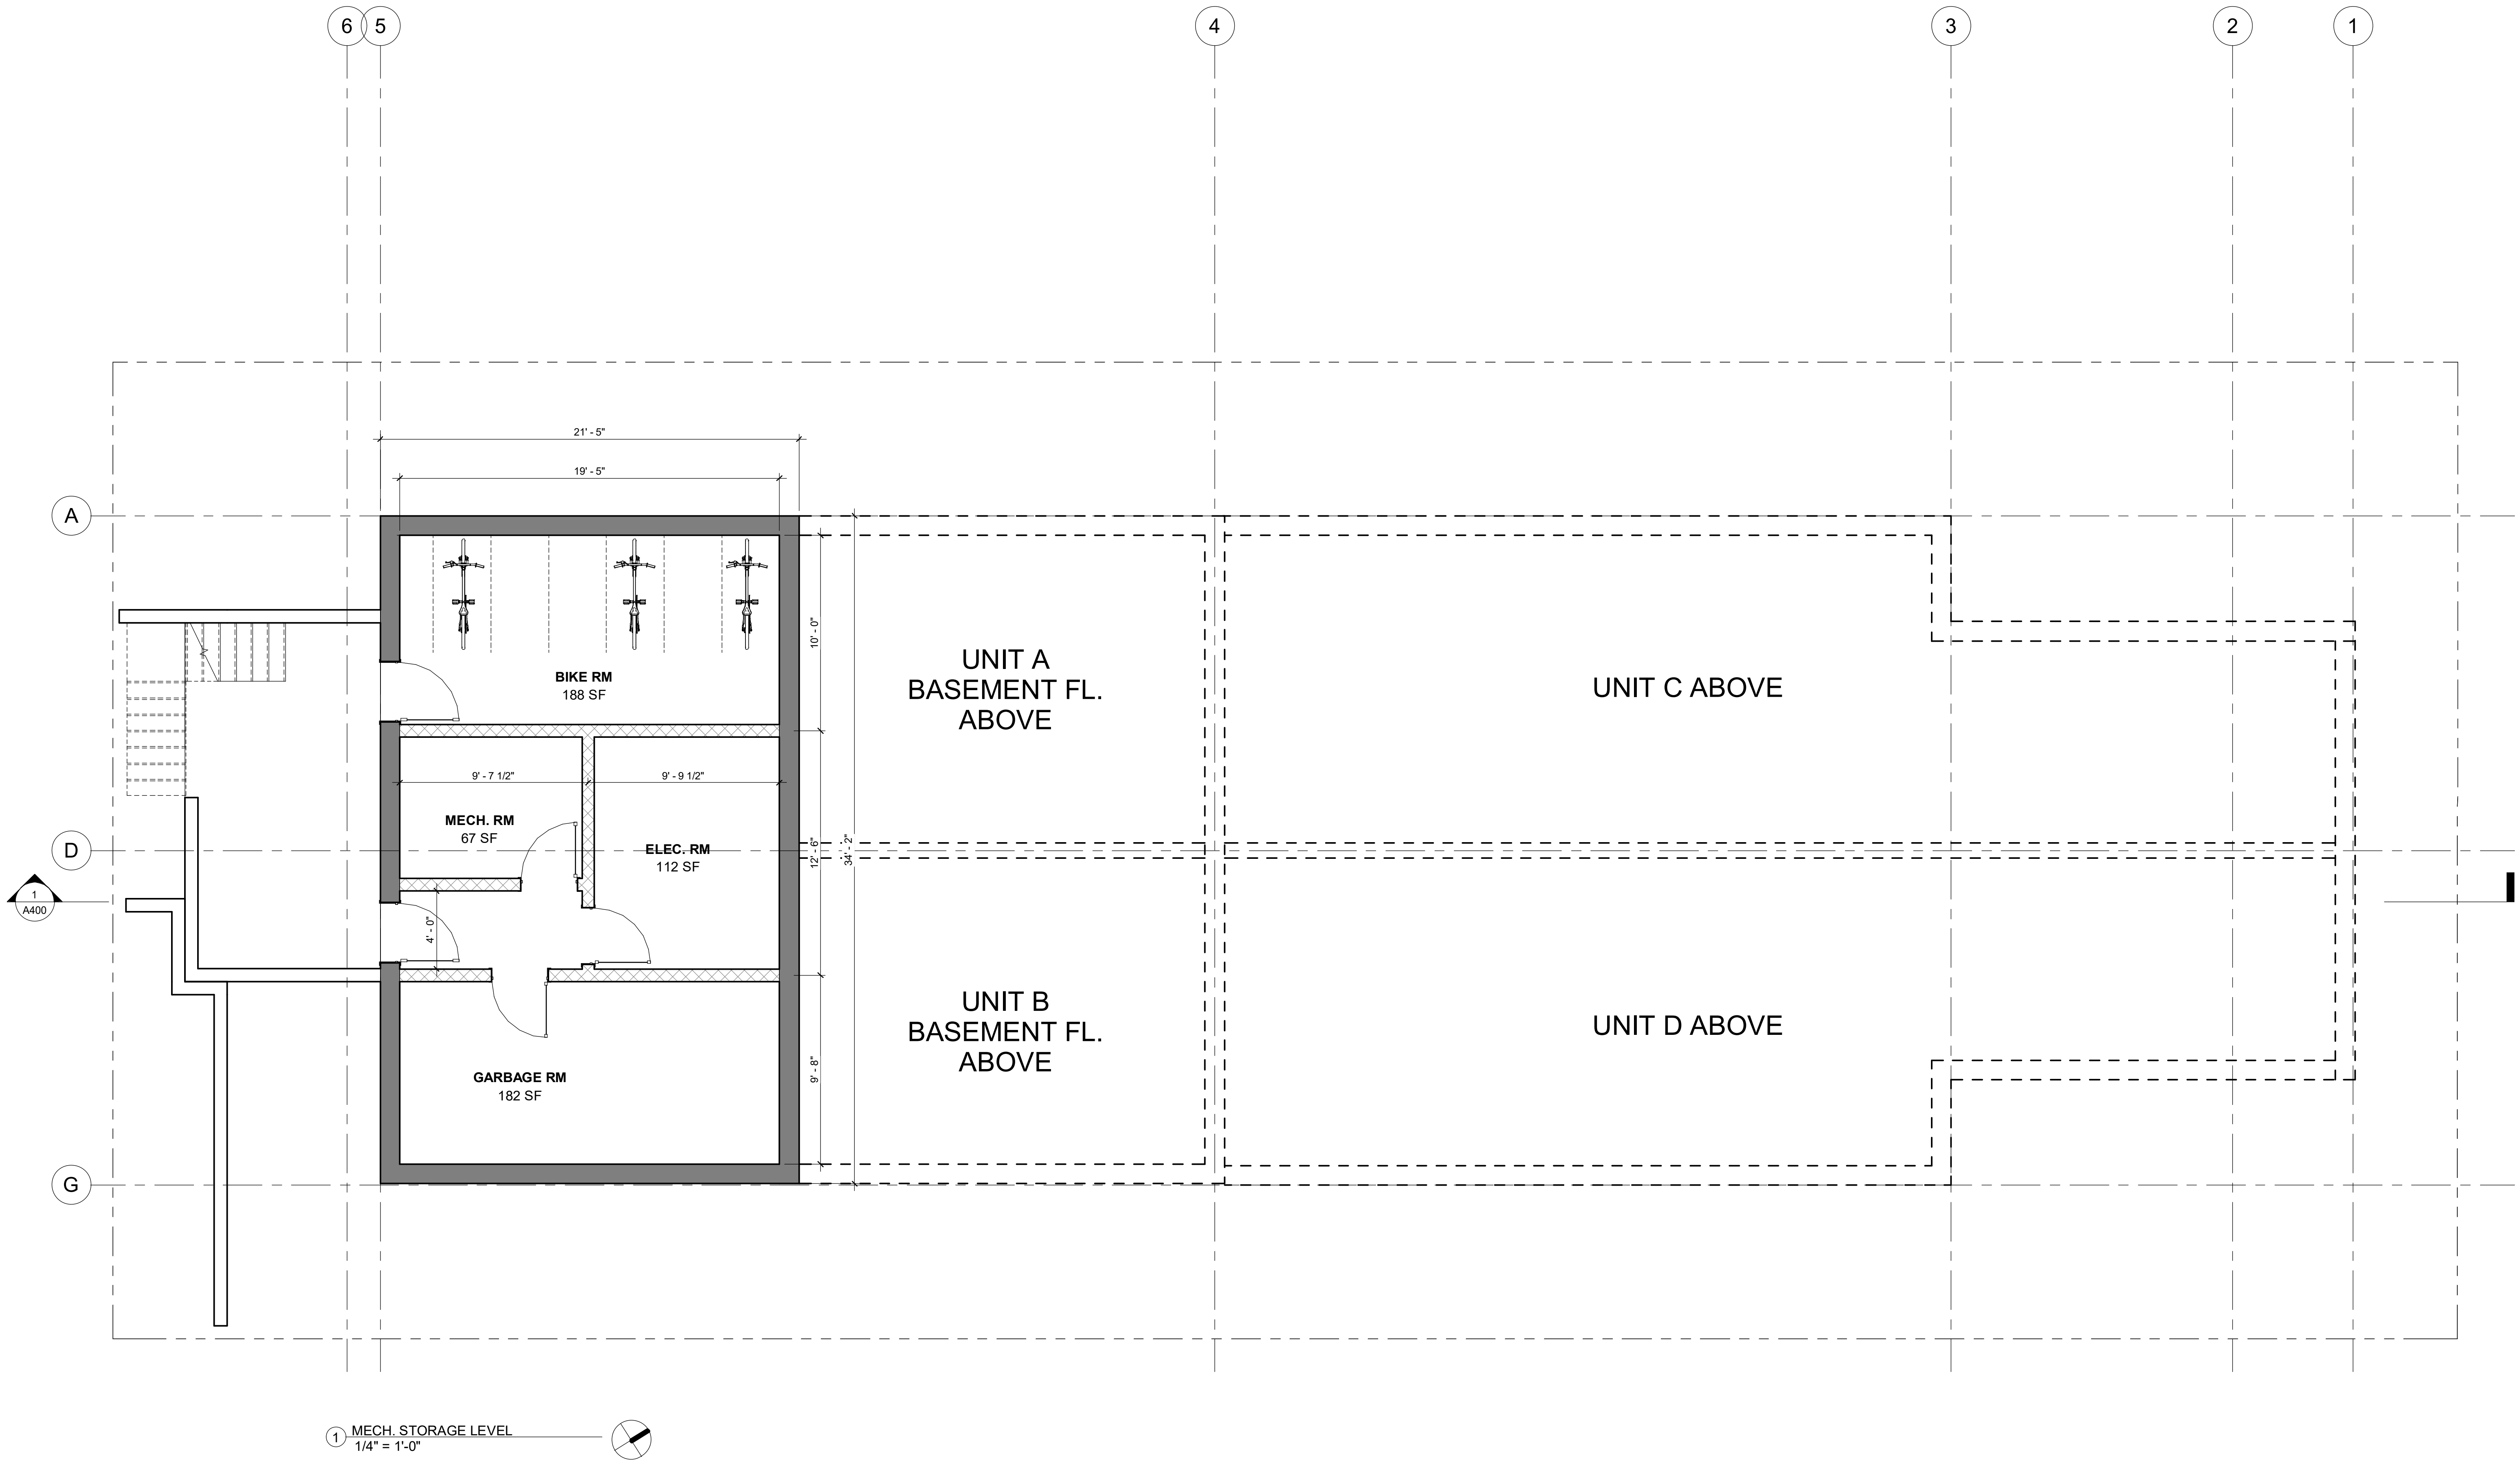 6
5
4
3
2
1
21' - 5"
19' - 5"
A
10' - 0"
UNIT A
BASEMENT FL.
ABOVE
UNIT C ABOVE
BIKE RM
188 SF
9' - 7 1/2"
9' - 9 1/2"
MECH. RM
67 SF
D
ELEC. RM
112 SF
12' - 6"
34' - 2"
1
A400
4' - 0"
UNIT B
BASEMENT FL.
ABOVE
UNIT D ABOVE
9' - 8"
GARBAGE RM
182 SF
G
1
MECH. STORAGE LEVEL
1/4" = 1'-0"